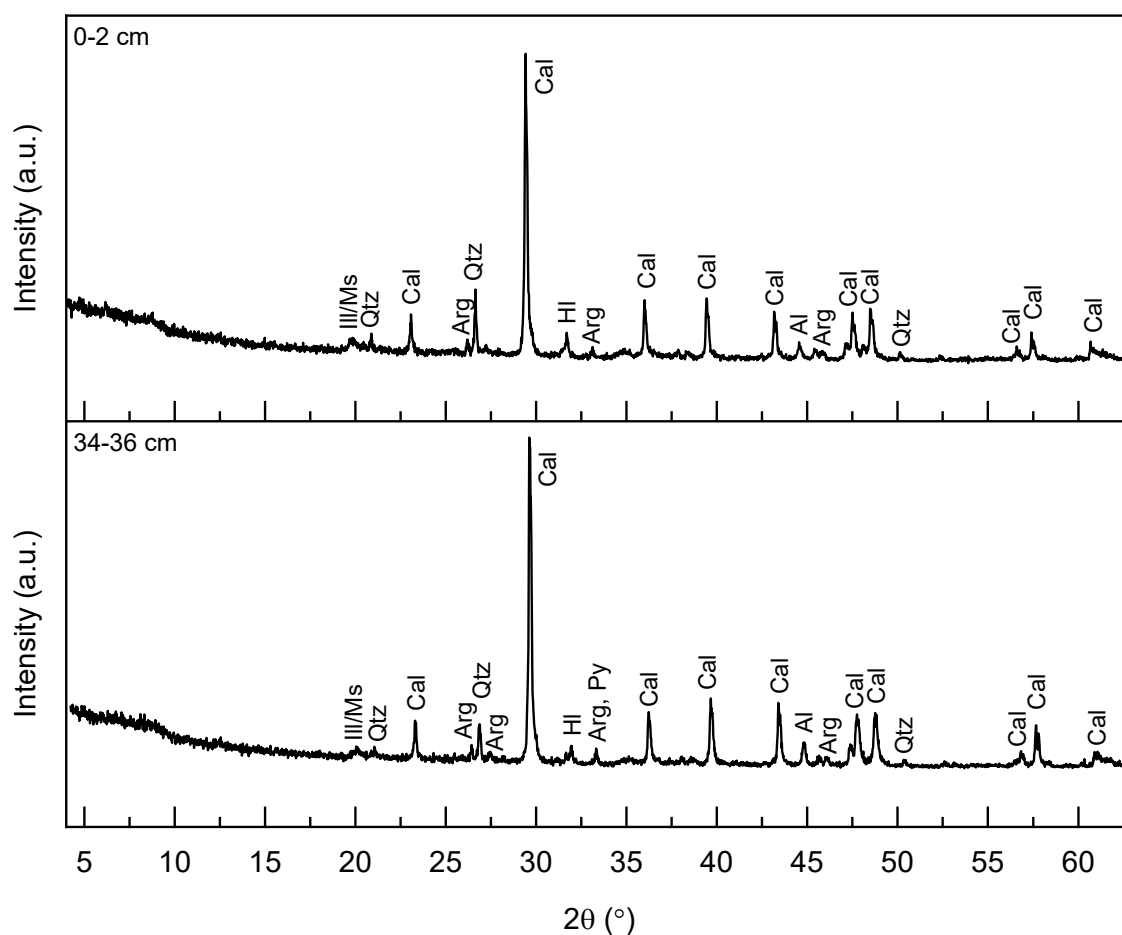 0-2 cm
Cal
Ill/Ms
Qtz
Cal
Arg
Qtz
Hl
Arg
Cal
Cal
Cal
Al
Arg
Cal
Cal
Qtz
Cal
Cal
Cal
Intensity (a.u.)
34-36 cm
Cal
Ill/Ms
Qtz
Cal
Arg
Qtz
Arg
Hl
Arg, Py
Cal
Cal
Cal
Al
Arg
Cal
Cal
Qtz
Cal
Cal
Cal
Intensity (a.u.)
5 10 15 20 25 30 35 40 45 50 55 60
2θ (°)